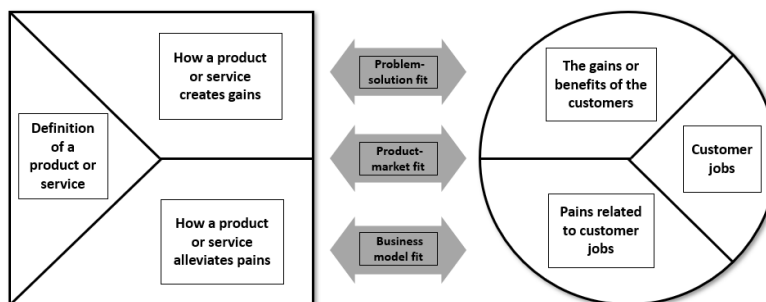 How a product
or service
creates gains
Definition
of a
product or
service
How a product
or service
alleviates pains
Problem-
solution fit
Product-
market fit
Business
model fit
The gains or
benefits of the
customers
Customer
jobs
Pains related
to customer
jobs